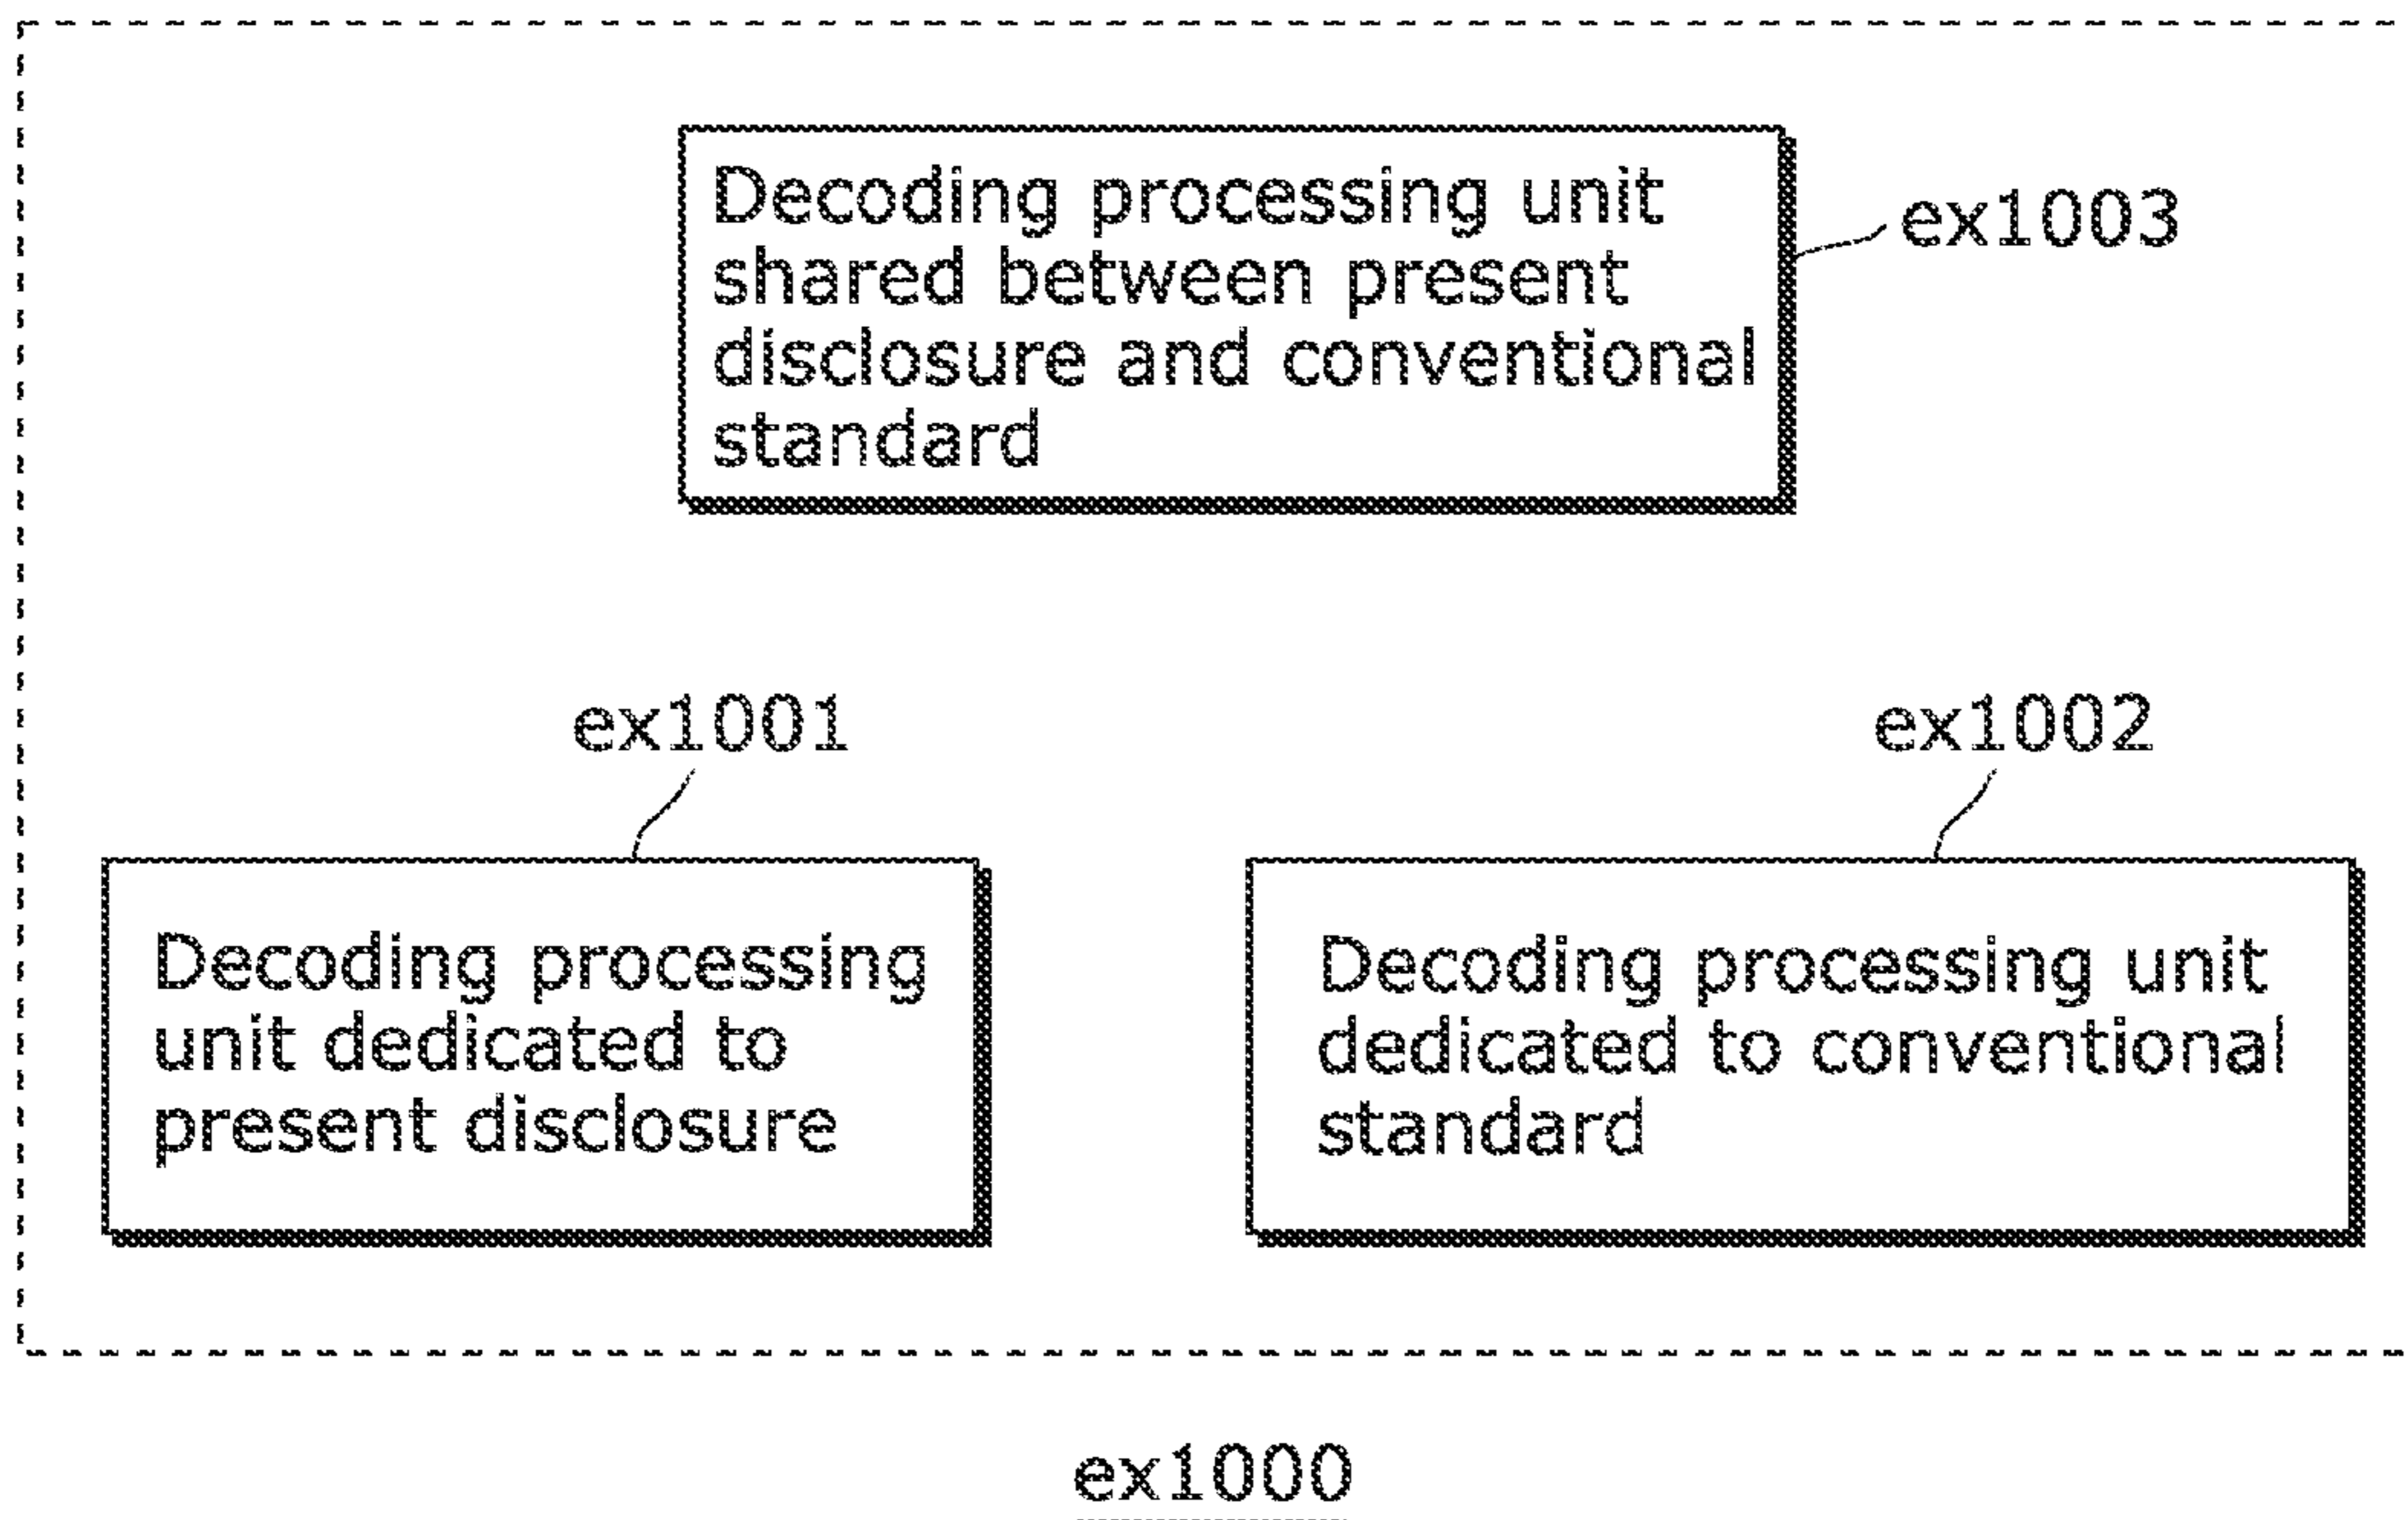 Decoding processing unit
shared between present
disclosure and conventional
standard
ex1003
ex1001
ex1002
Decoding processing
unit dedicated to
present disclosure
Decoding processing unit
dedicated to conventional
standard
ex1000